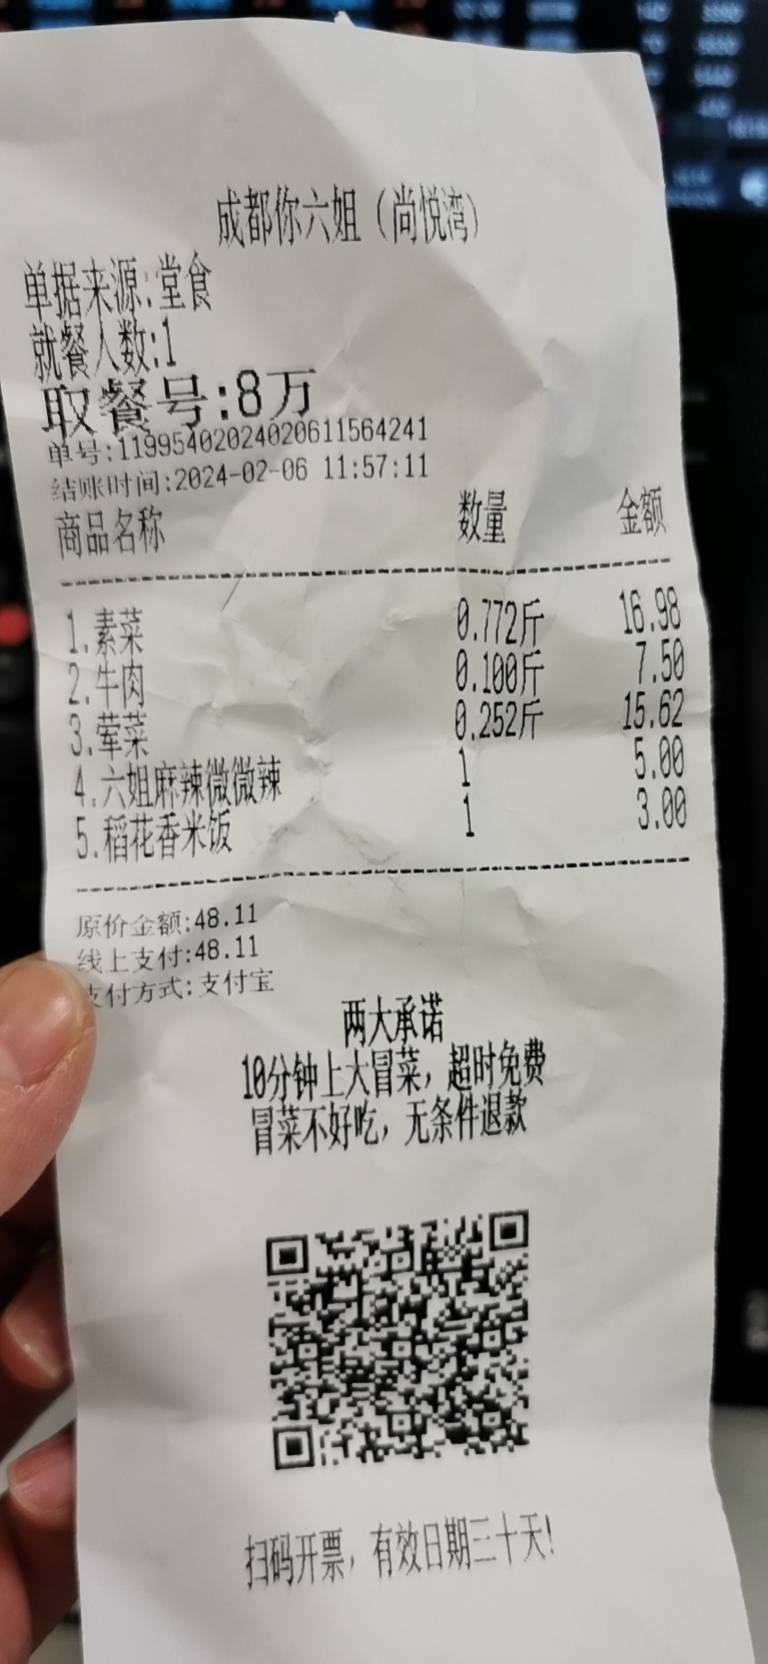 成都你六姐（尚悦湾）
单据来源:堂食
就餐人数:1
取餐号:8万
单号:11995402024020611564241
结账时间:2024-02-06 11:57:11
商品名称 数量 金额
1.素菜 0.772斤 16.98
2.牛肉 0.100斤 7.50
3.荤菜 0.252斤 15.62
4.六姐麻辣微微辣 1 5.00
5.稻花香米饭 1 3.00
原价金额:48.11
线上支付:48.11
支付方式:支付宝
两大承诺
10分钟上大冒菜，超时免费
冒菜不好吃，无条件退款
扫码开票，有效日期三十天!